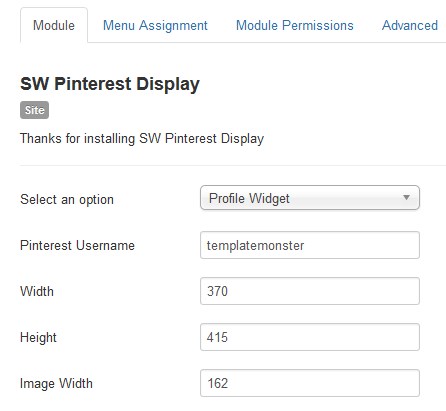 Module Menu Assignment Module Permissions Advanced
SW Pinterest Display
Site
Thanks for installing SW Pinterest Display
Select an option Profile Widget
Pinterest Username templatemonster
Width 370
Height 415
Image Width 162